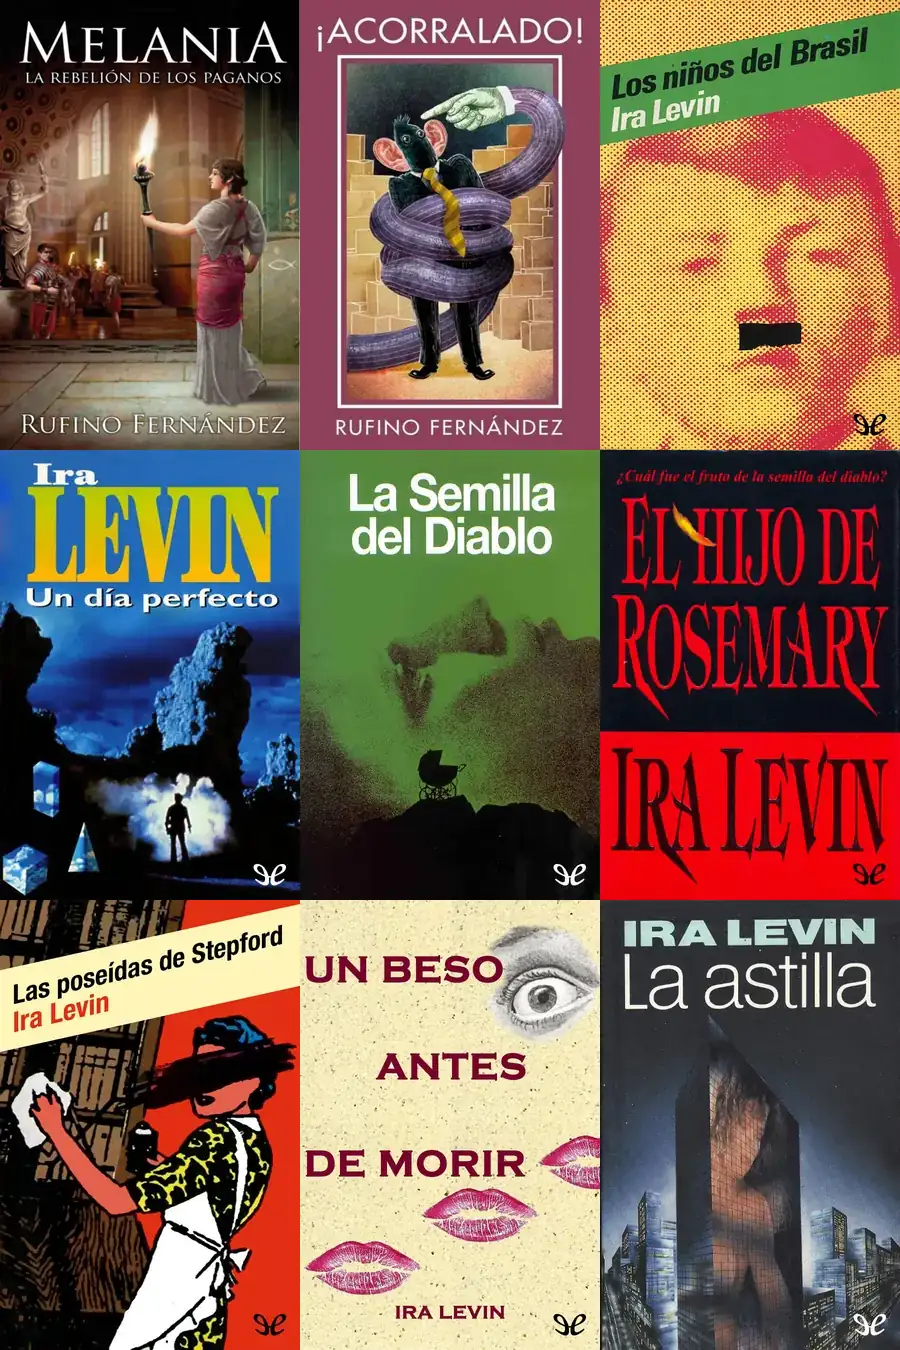 MELANIA
LA REBELIÓN DE LOS PAGANOS
RUFINO FERNÁNDEZ
¡ACORRALADO!
RUFINO FERNÁNDEZ
Los niños del Brasil
Ira Levin
Ira
LEVIN
Un día perfecto
La Semilla
del Diablo
¿Cuál fue el fruto de la semilla del diablo?
EL HIJO DE
ROSEMARY
IRA LEVIN
Las poseídas de Stepford
Ira Levin
UN BESO
ANTES
DE MORIR
IRA LEVIN
IRA LEVIN
La astilla